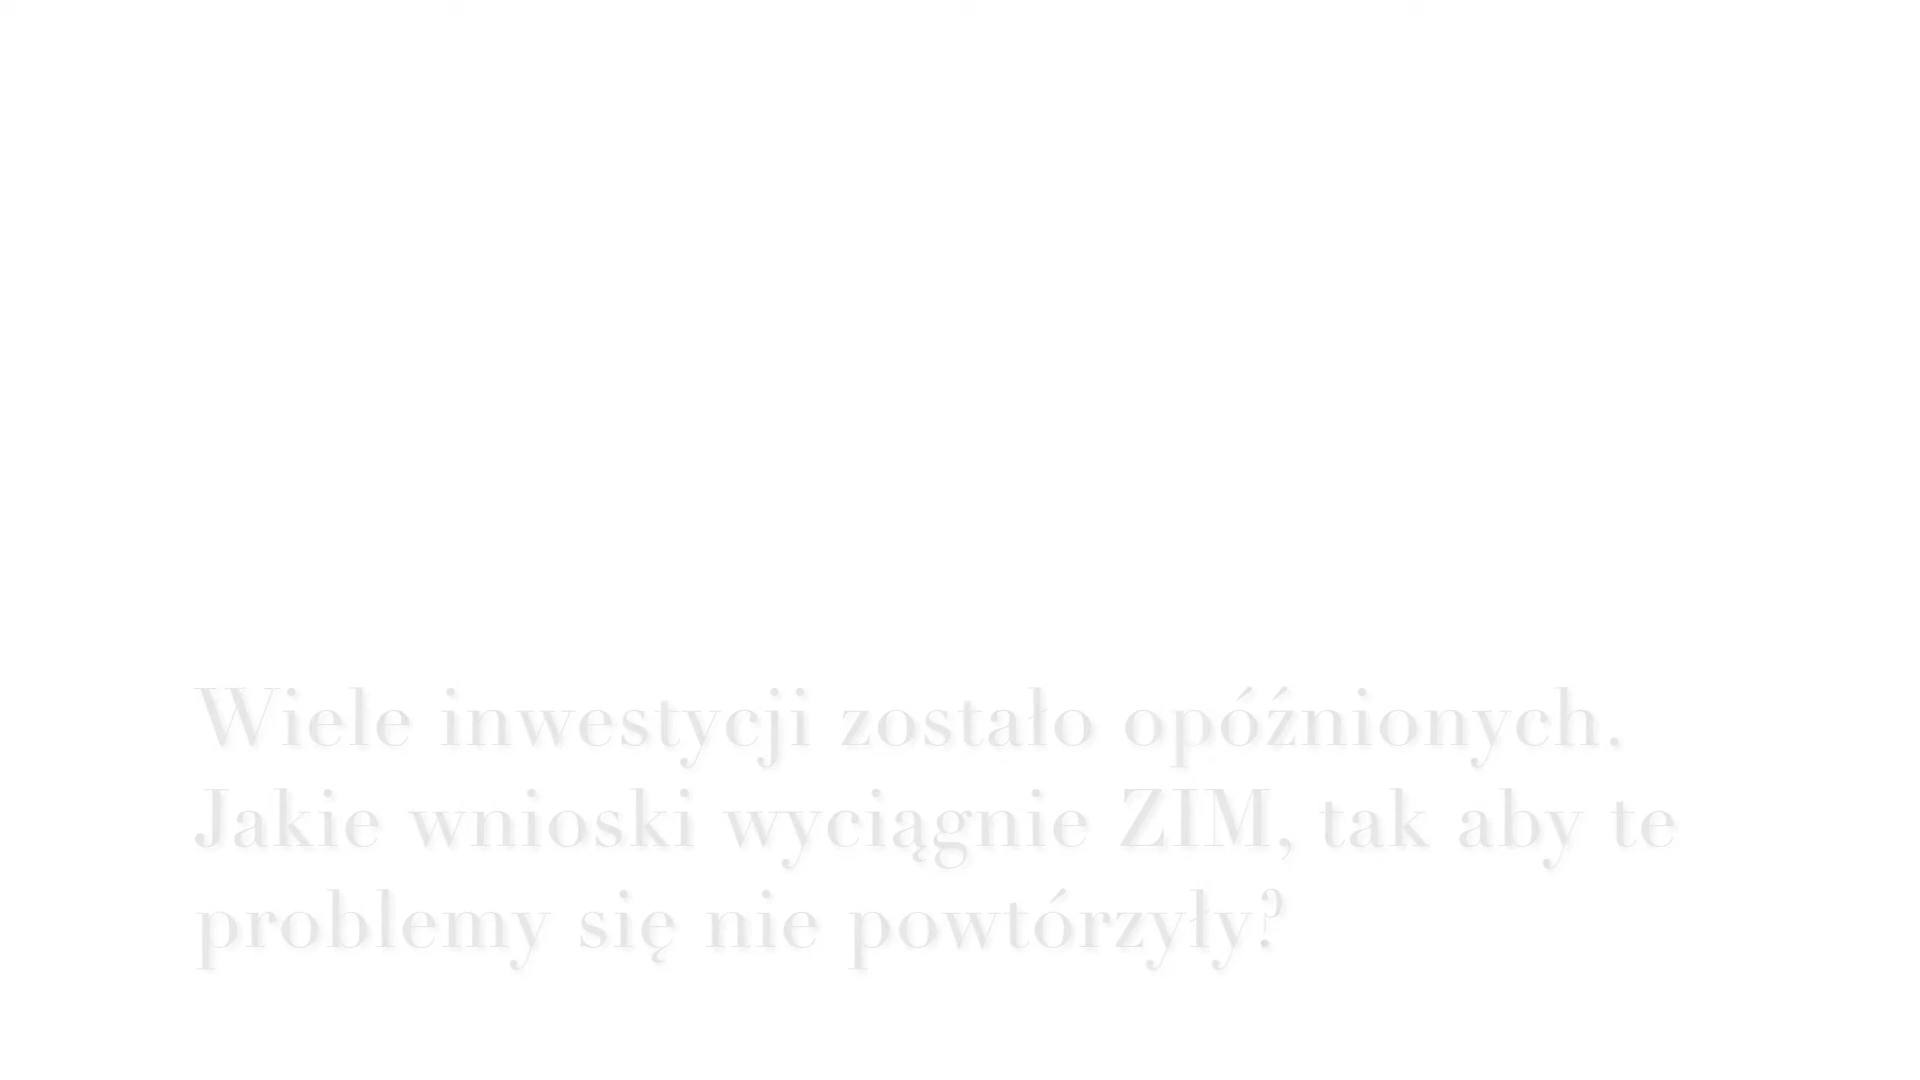 Wiele inwestycji zostało opóźnionych.
Jakie wnioski wyciągnie ZIM, tak aby te
problemy się nie powtórzyły?